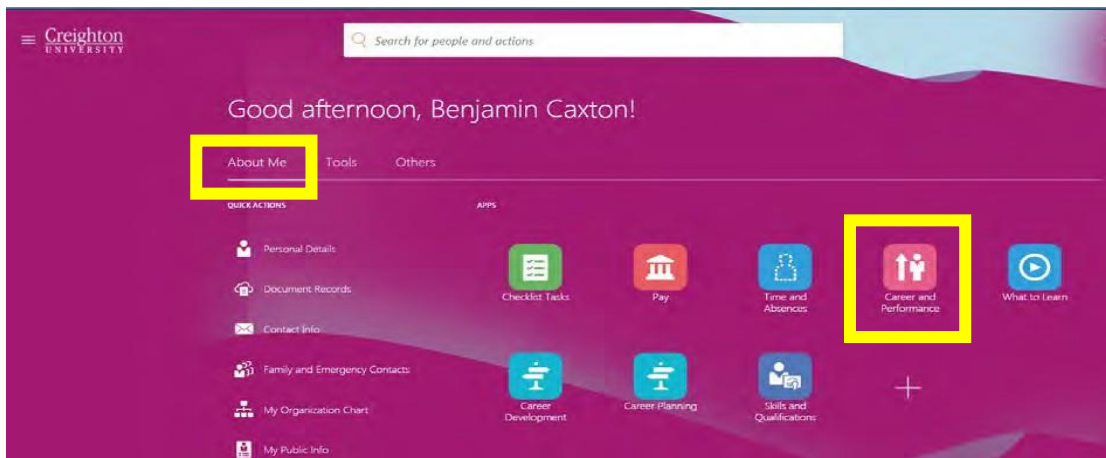 Creighton
UNIVERSITY
Search for people and actions
Good afternoon, Benjamin Caxton!
About Me Tools Others
QUICK ACTIONS
APPS
Personal Details
Document Records
Contact Info
Family and Emergency Contacts
My Organization Chart
My Public Info
Checklist Tasks
Pay
Time and
Absences
Career and
Performance
What to Learn
Career
Development
Career Planning
Skills and
Qualifications